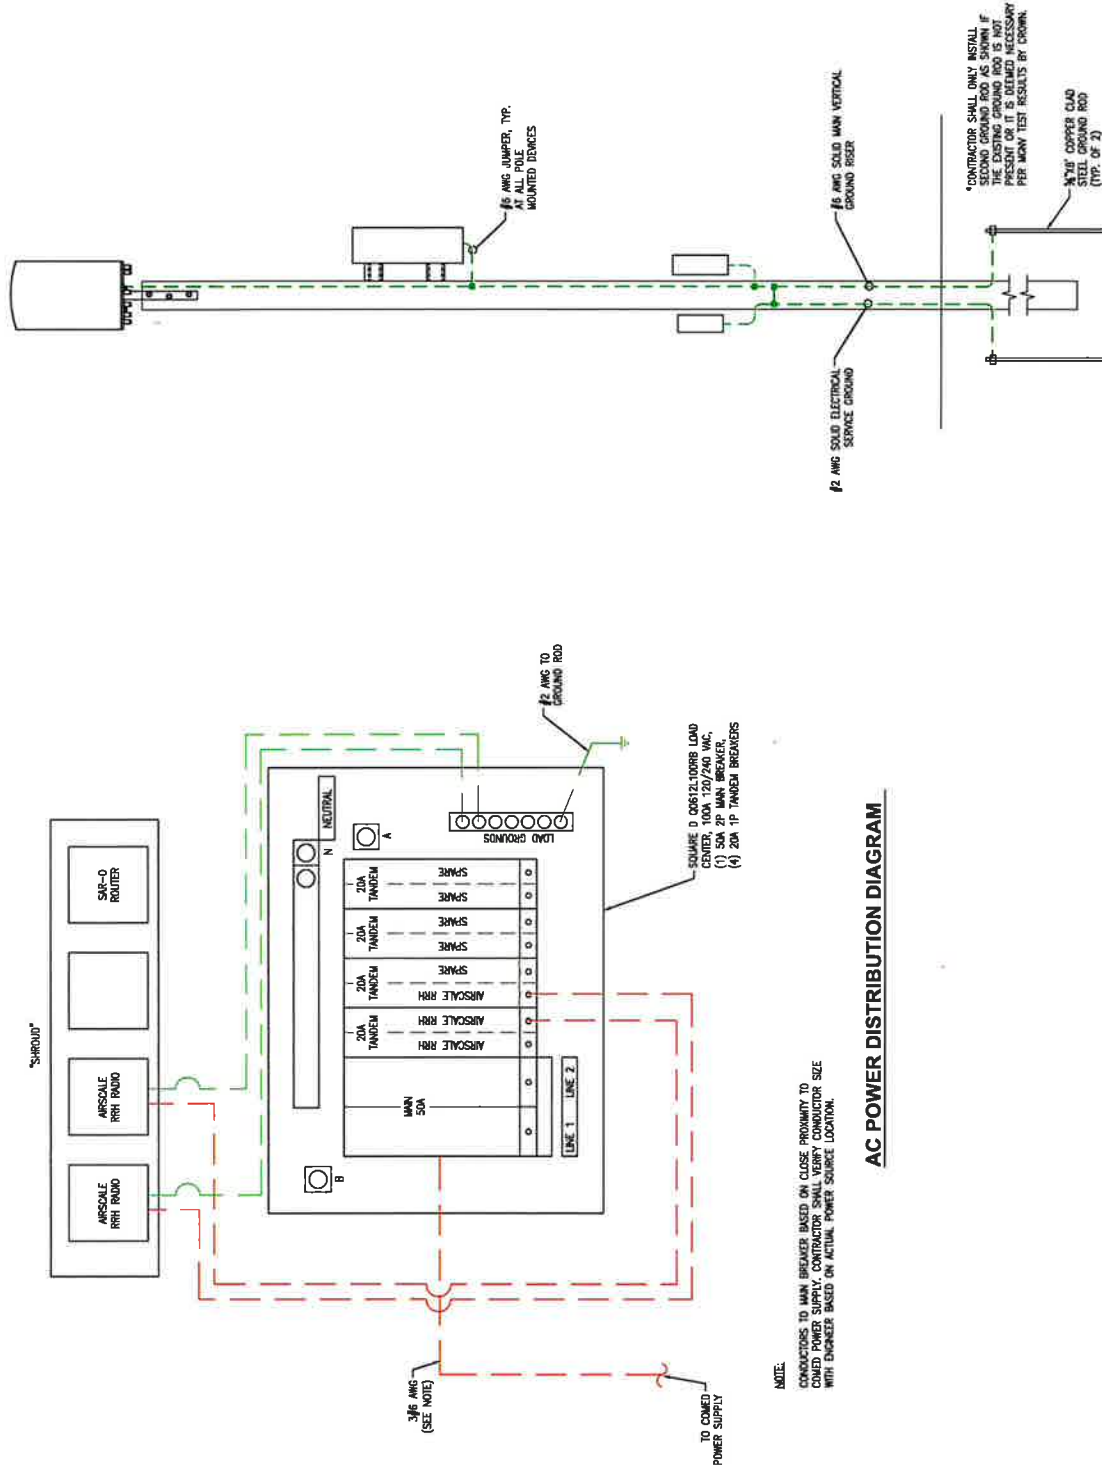 "SHROUD"
AIRSCALE
RRH RADIO
AIRSCALE
RRH RADIO
SAR-O
ROUTER
NEUTRAL
N
A
B
MAIN
50A
20A
TANDEM
20A
TANDEM
20A
TANDEM
20A
TANDEM
AIRSCALE RRH
AIRSCALE RRH
AIRSCALE RRH
SPARE
SPARE
SPARE
SPARE
SPARE
LINE 1
LINE 2
LOAD GROUNDS
#2 AWG TO
GROUND ROD
SQUARE D QO612L100RB LOAD
CENTER, 100A 120/240 VAC,
(1) 50A 2P MAIN BREAKER,
(4) 20A 1P TANDEM BREAKERS
3#6 AWG
(SEE NOTE)
TO COMED
POWER SUPPLY
NOTE:
CONDUCTORS TO MAIN BREAKER BASED ON CLOSE PROXIMITY TO
COMED POWER SUPPLY. CONTRACTOR SHALL VERIFY CONDUCTOR SIZE
WITH ENGINEER BASED ON ACTUAL POWER SOURCE LOCATION.
AC POWER DISTRIBUTION DIAGRAM
#6 AWG JUMPER, TYP.
AT ALL POLE
MOUNTED DEVICES
#6 AWG SOLID MAIN VERTICAL
GROUND RISER
#2 AWG SOLID ELECTRICAL
SERVICE GROUND
*CONTRACTOR SHALL ONLY INSTALL
SECOND GROUND ROD AS SHOWN IF
THE EXISTING GROUND ROD IS NOT
PRESENT OR IT IS DEEMED NECESSARY
PER TEST RESULTS BY CROWN.
COPPER CLAD
STEEL GROUND ROD
(TYP. OF 2)